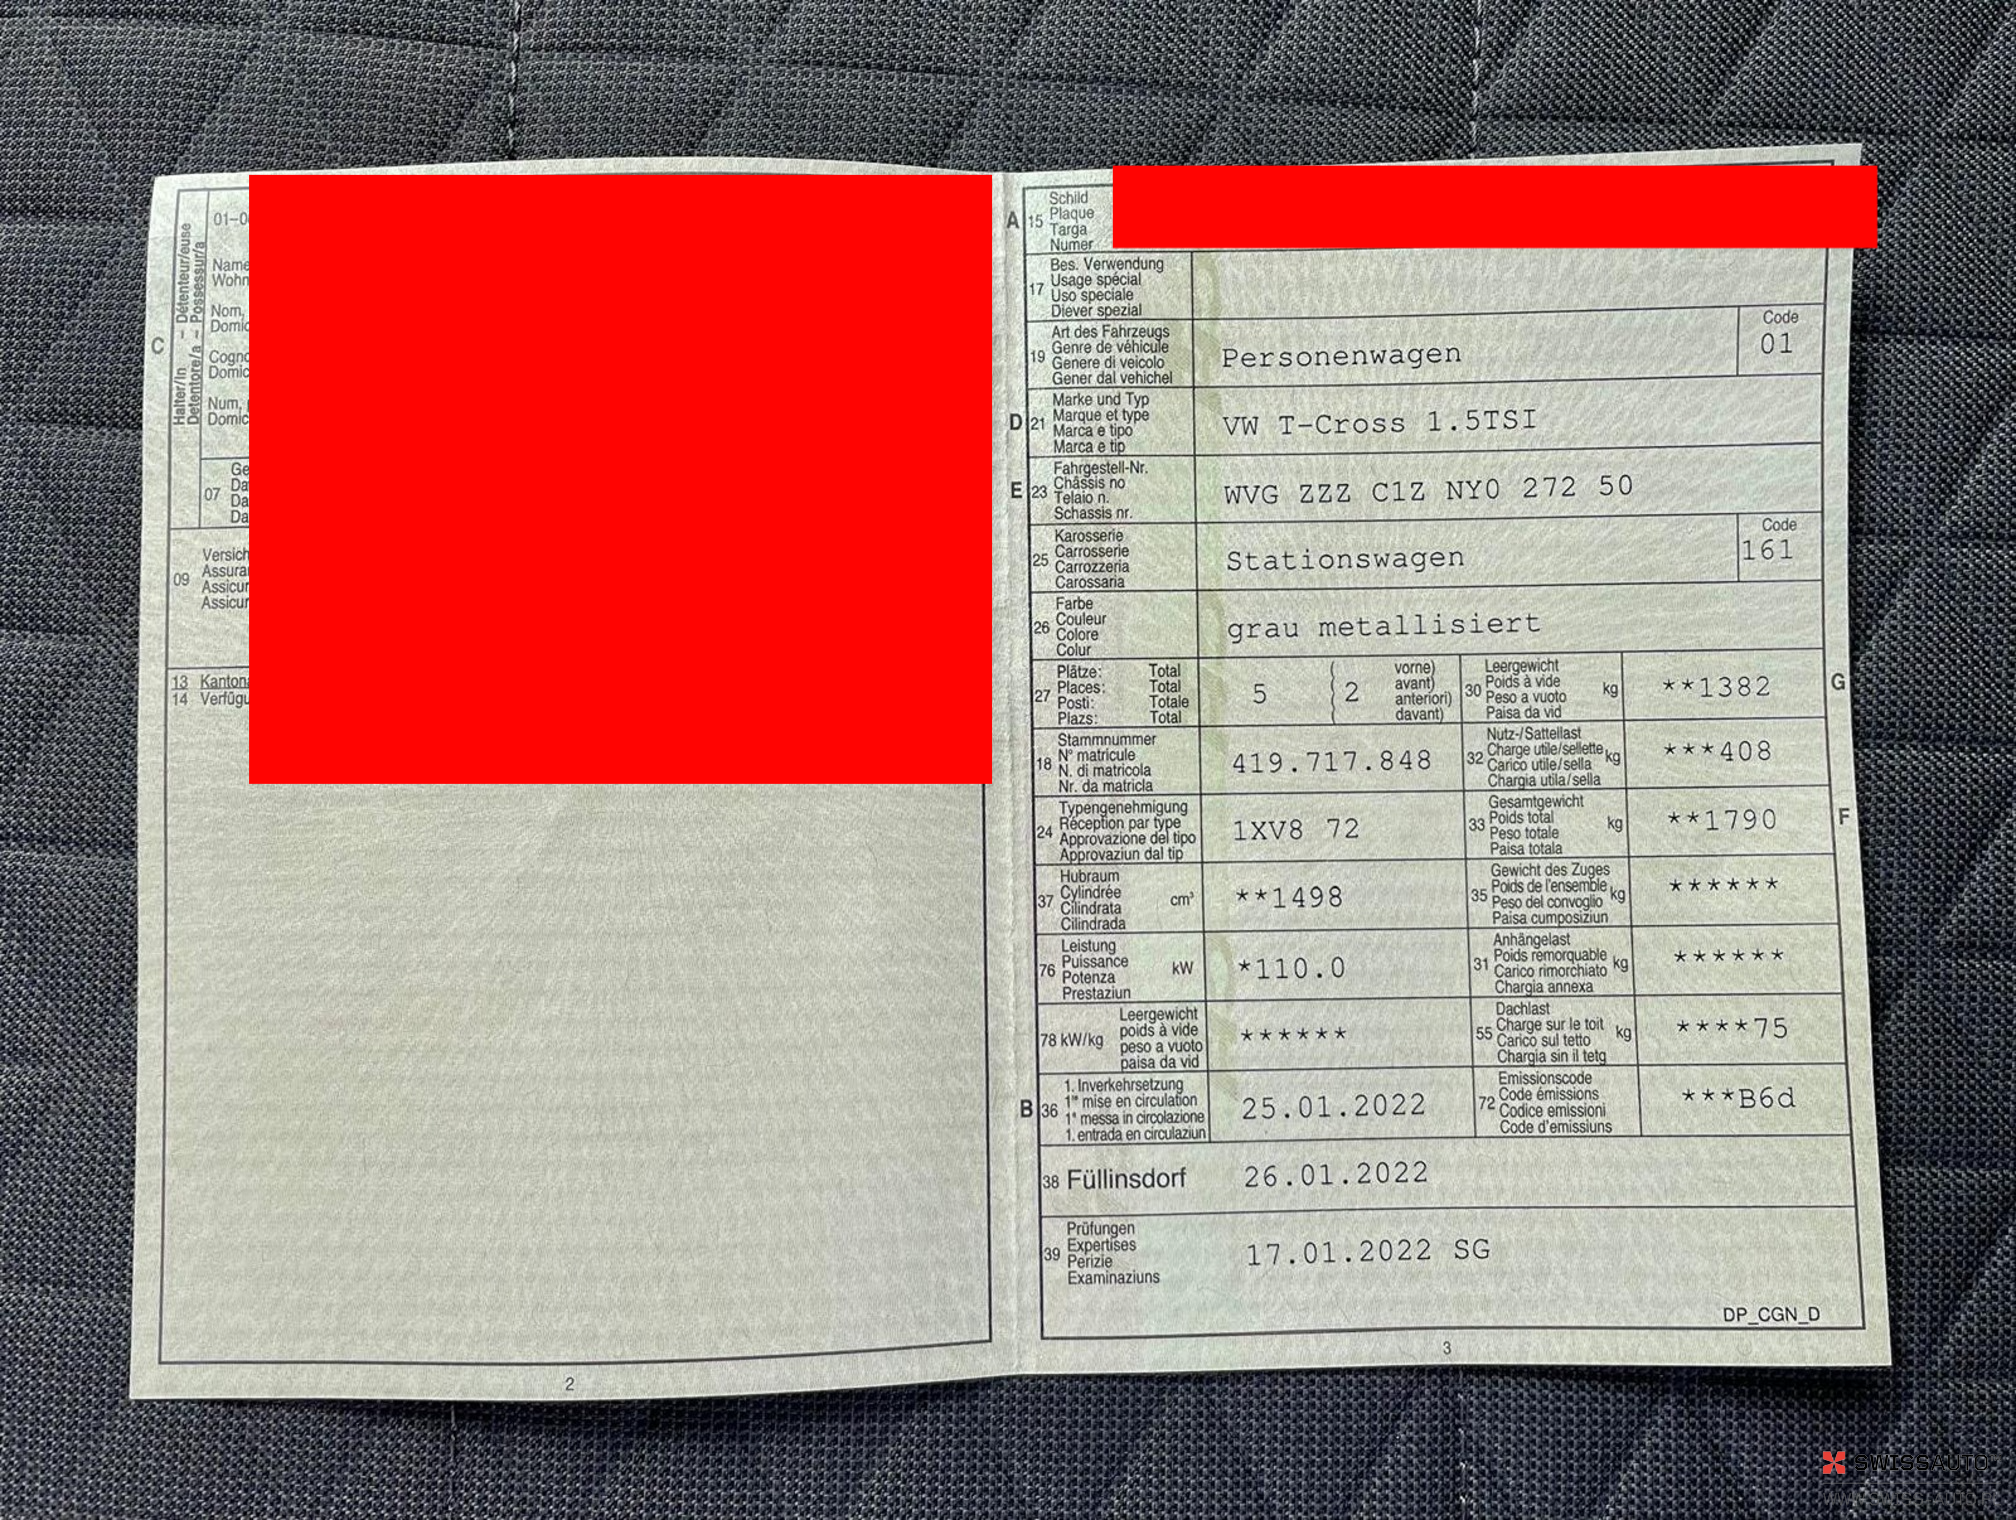 Halter/in – Détenteur/euse
Detentore/a – Possessur/a
C
01-0
Name
Wohn
Nom,
Domic
Cogno
Domic
Num,
Domic
07
Ge
Da
Da
Da
09
Versich
Assura
Assicur
Assicur
13 Kantona
14 Verfügu
2
A 15 Schild
Plaque
Targa
Numer
17 Bes. Verwendung
Usage spécial
Uso speciale
Diever spezial
19 Art des Fahrzeugs
Genre de véhicule
Genere di veicolo
Gener dal vehichel
Personenwagen
Code
01
D 21 Marke und Typ
Marque et type
Marca e tipo
Marca e tip
VW T-Cross 1.5TSI
E 23 Fahrgestell-Nr.
Châssis no
Telaio n.
Schassis nr.
WVG ZZZ C1Z NY0 272 50
25 Karosserie
Carrosserie
Carrozzeria
Carossaria
Stationswagen
Code
161
26 Farbe
Couleur
Colore
Colur
grau metallisiert
27 Plätze: Total
Places: Total
Posti: Totale
Plazs: Total
5 ( 2 vorne)
avant)
anteriori)
davant)
30 Leergewicht
Poids à vide kg
Peso a vuoto
Paisa da vid
**1382
G
18 Stammnummer
N° matricule
N. di matricola
Nr. da matricla
419.717.848
32 Nutz-/Sattellast
Charge utile/sellette kg
Carico utile/sella
Chargia utila/sella
***408
24 Typengenehmigung
Réception par type
Approvazione del tipo
Approvaziun dal tip
1XV8 72
33 Gesamtgewicht
Poids total kg
Peso totale
Paisa totala
**1790
F
37 Hubraum
Cylindrée cm³
Cilindrata
Cilindrada
**1498
35 Gewicht des Zuges
Poids de l'ensemble kg
Peso del convoglio
Paisa cumposiziun
******
76 Leistung
Puissance kW
Potenza
Prestaziun
*110.0
31 Anhängelast
Poids remorquable kg
Carico rimorchiato
Chargia annexa
******
78 kW/kg Leergewicht
poids à vide
peso a vuoto
paisa da vid
******
55 Dachlast
Charge sur le toit kg
Carico sul tetto
Chargia sin il tetg
****75
B 36 1. Inverkehrsetzung
1re mise en circulation
1a messa in circolazione
1. entrada en circulaziun
25.01.2022
72 Emissionscode
Code émissions
Codice emissioni
Code d'emissiuns
***B6d
38 Füllinsdorf 26.01.2022
39 Prüfungen
Expertises
Perizie
Examinaziuns
17.01.2022 SG
DP_CGN_D
3
SWISSAUTO